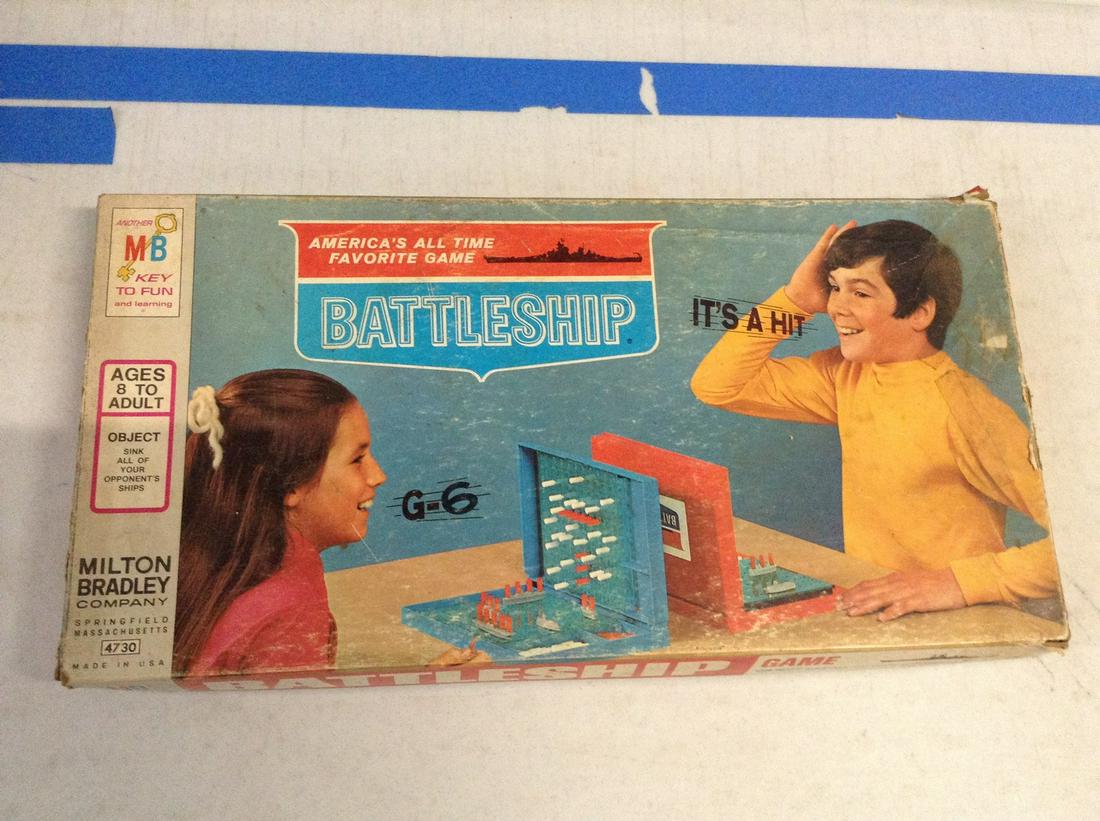 ANOTHER
MB
KEY
TO FUN
and learning
AGES
8 TO
ADULT
OBJECT
SINK
ALL OF
YOUR
OPPONENT'S
SHIPS
MILTON
BRADLEY
COMPANY
SPRINGFIELD
MASSACHUSETTS
4730
MADE IN USA
AMERICA'S ALL TIME
FAVORITE GAME
BATTLESHIP
IT'S A HIT
G-6
BATTLESHIP GAME